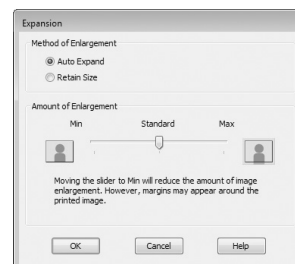 Expansion
Method of Enlargement
Auto Expand
Retain Size
Amount of Enlargement
Min Standard Max
Moving the slider to Min will reduce the amount of image
enlargement. However, margins may appear around the
printed image.
OK Cancel Help